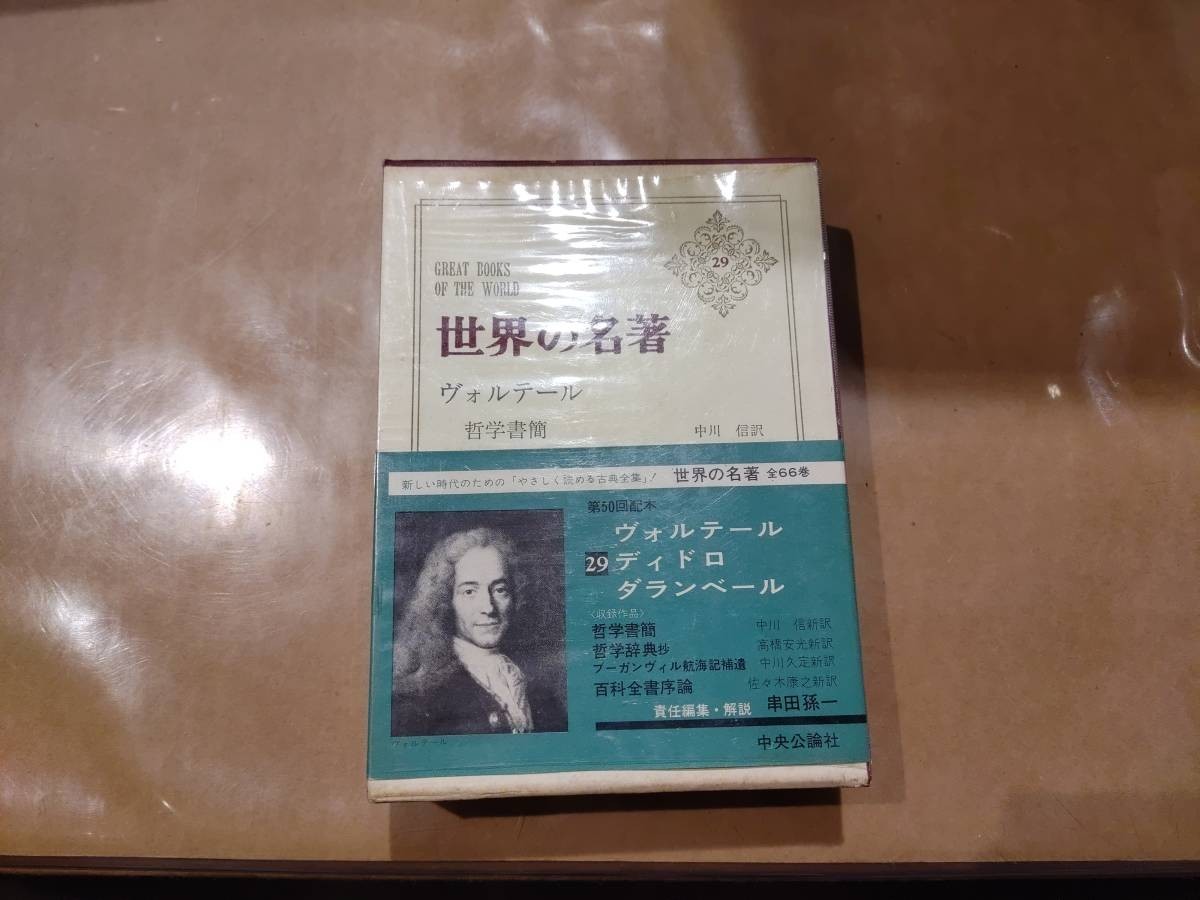 29
GREAT BOOKS
OF THE WORLD
世界の名著
ヴォルテール
哲学書簡 中川 信訳
新しい時代のための「やさしく読める古典全集」! 世界の名著 全66巻
第50回配本
ヴォルテール
29 ディドロ
ダランベール
〈収録作品〉
哲学書簡 中川 信新訳
哲学辞典抄 高橋安光新訳
ブーガンヴィル航海記補遺 中川久定新訳
百科全書序論 佐々木康之新訳
責任編集・解説 串田孫一
中央公論社
ヴォルテール